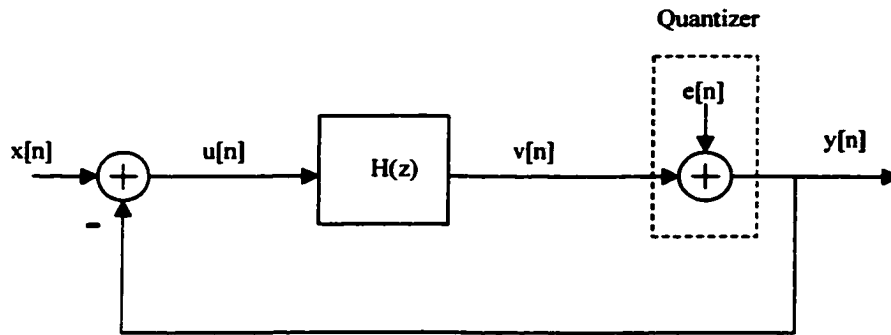 Quantizer
e[n]
x[n]
u[n]
H(z)
v[n]
y[n]
+
+
-